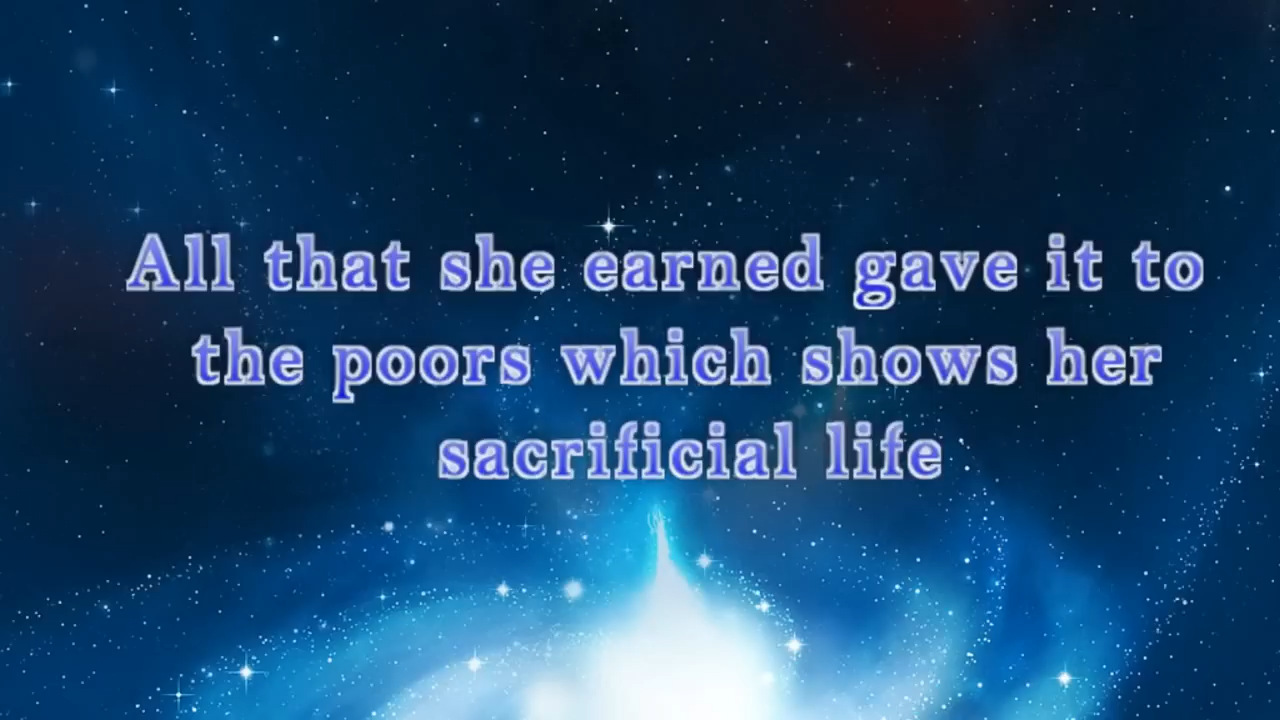 All that she earned gave it to
the poors which shows her
sacrificial life